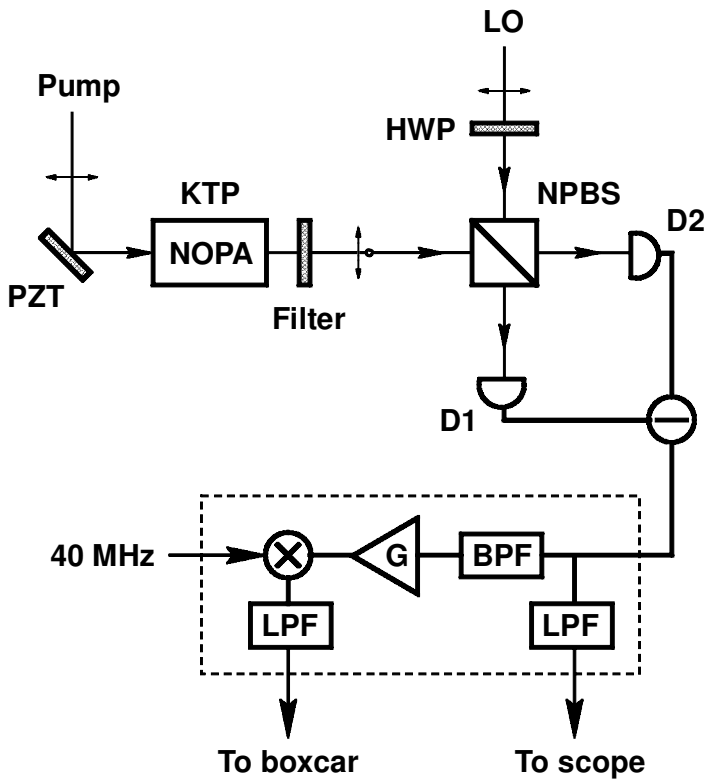 LO
Pump
HWP
KTP
NPBS
D2
NOPA
PZT
Filter
D1
40 MHz
G
BPF
LPF
LPF
To boxcar
To scope